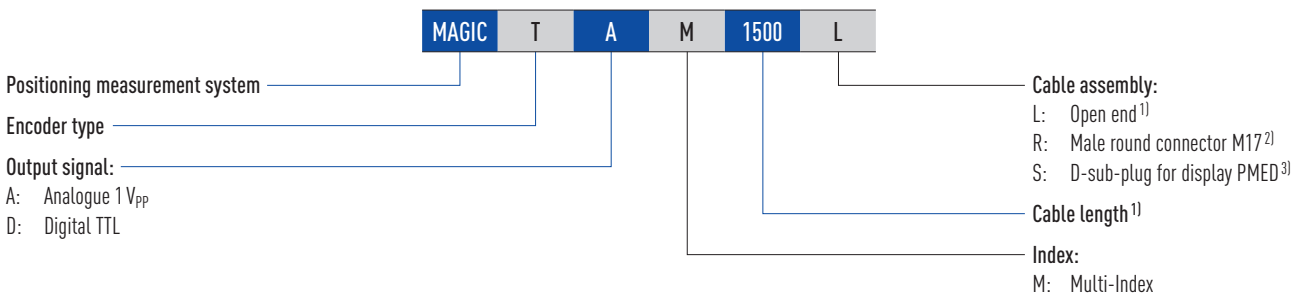 MAGIC T A M 1500 L
Positioning measurement system
Encoder type
Output signal:
A: Analogue 1 VPP
D: Digital TTL
Cable assembly:
L: Open end 1)
R: Male round connector M17 2)
S: D-sub-plug for display PMED 3)
Cable length 1)
Index:
M: Multi-Index